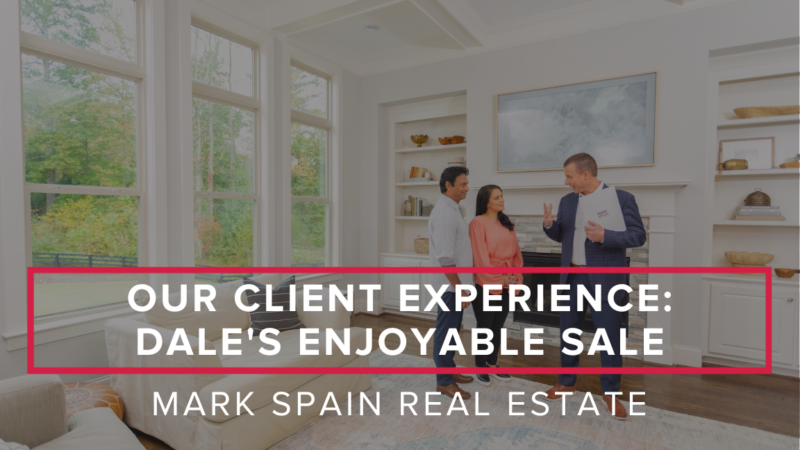 OUR CLIENT EXPERIENCE:
DALE'S ENJOYABLE SALE
MARK SPAIN REAL ESTATE